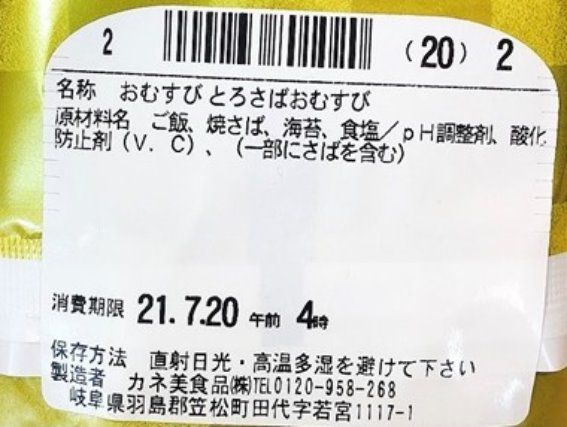 2 (20) 2
名称 おむすび とろさばおむすび
原材料名 ご飯、焼さば、海苔、食塩／pH調整剤、酸化
防止剤（V．C）、（一部にさばを含む）
消費期限 21.7.20 午前 4時
保存方法 直射日光・高温多湿を避けて下さい
製造者 カネ美食品㈱TEL0120-958-268
岐阜県羽島郡笠松町田代字若宮1117-1